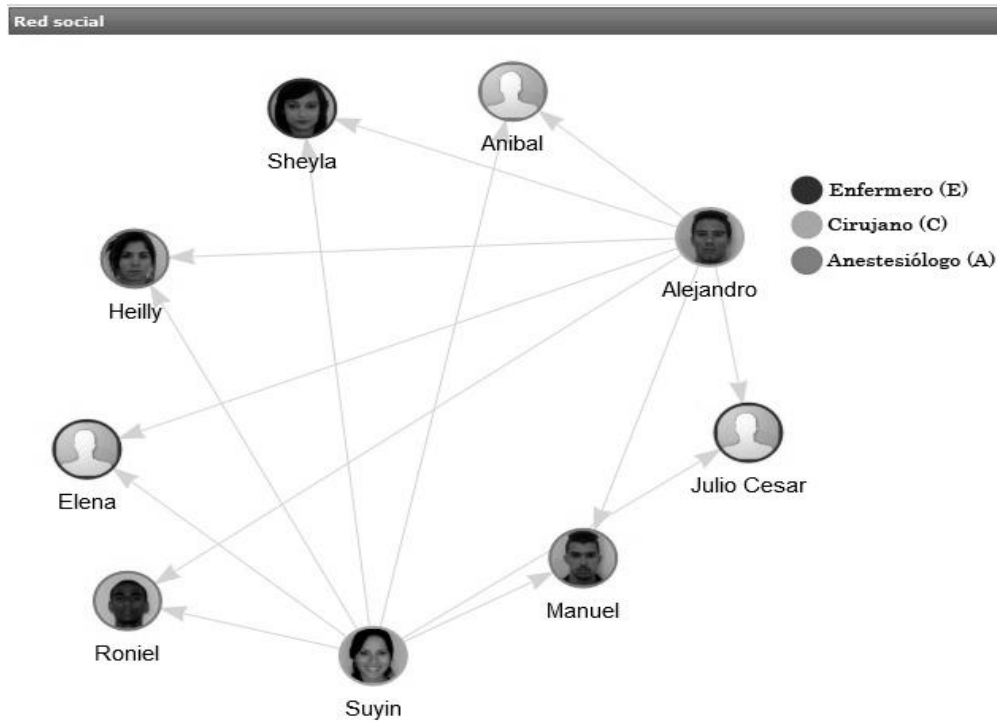 Red social
Anibal
Sheyla
Enfermero (E)
Cirujano (C)
Anestesiólogo (A)
Alejandro
Heilly
Julio Cesar
Elena
Manuel
Roniel
Suyin